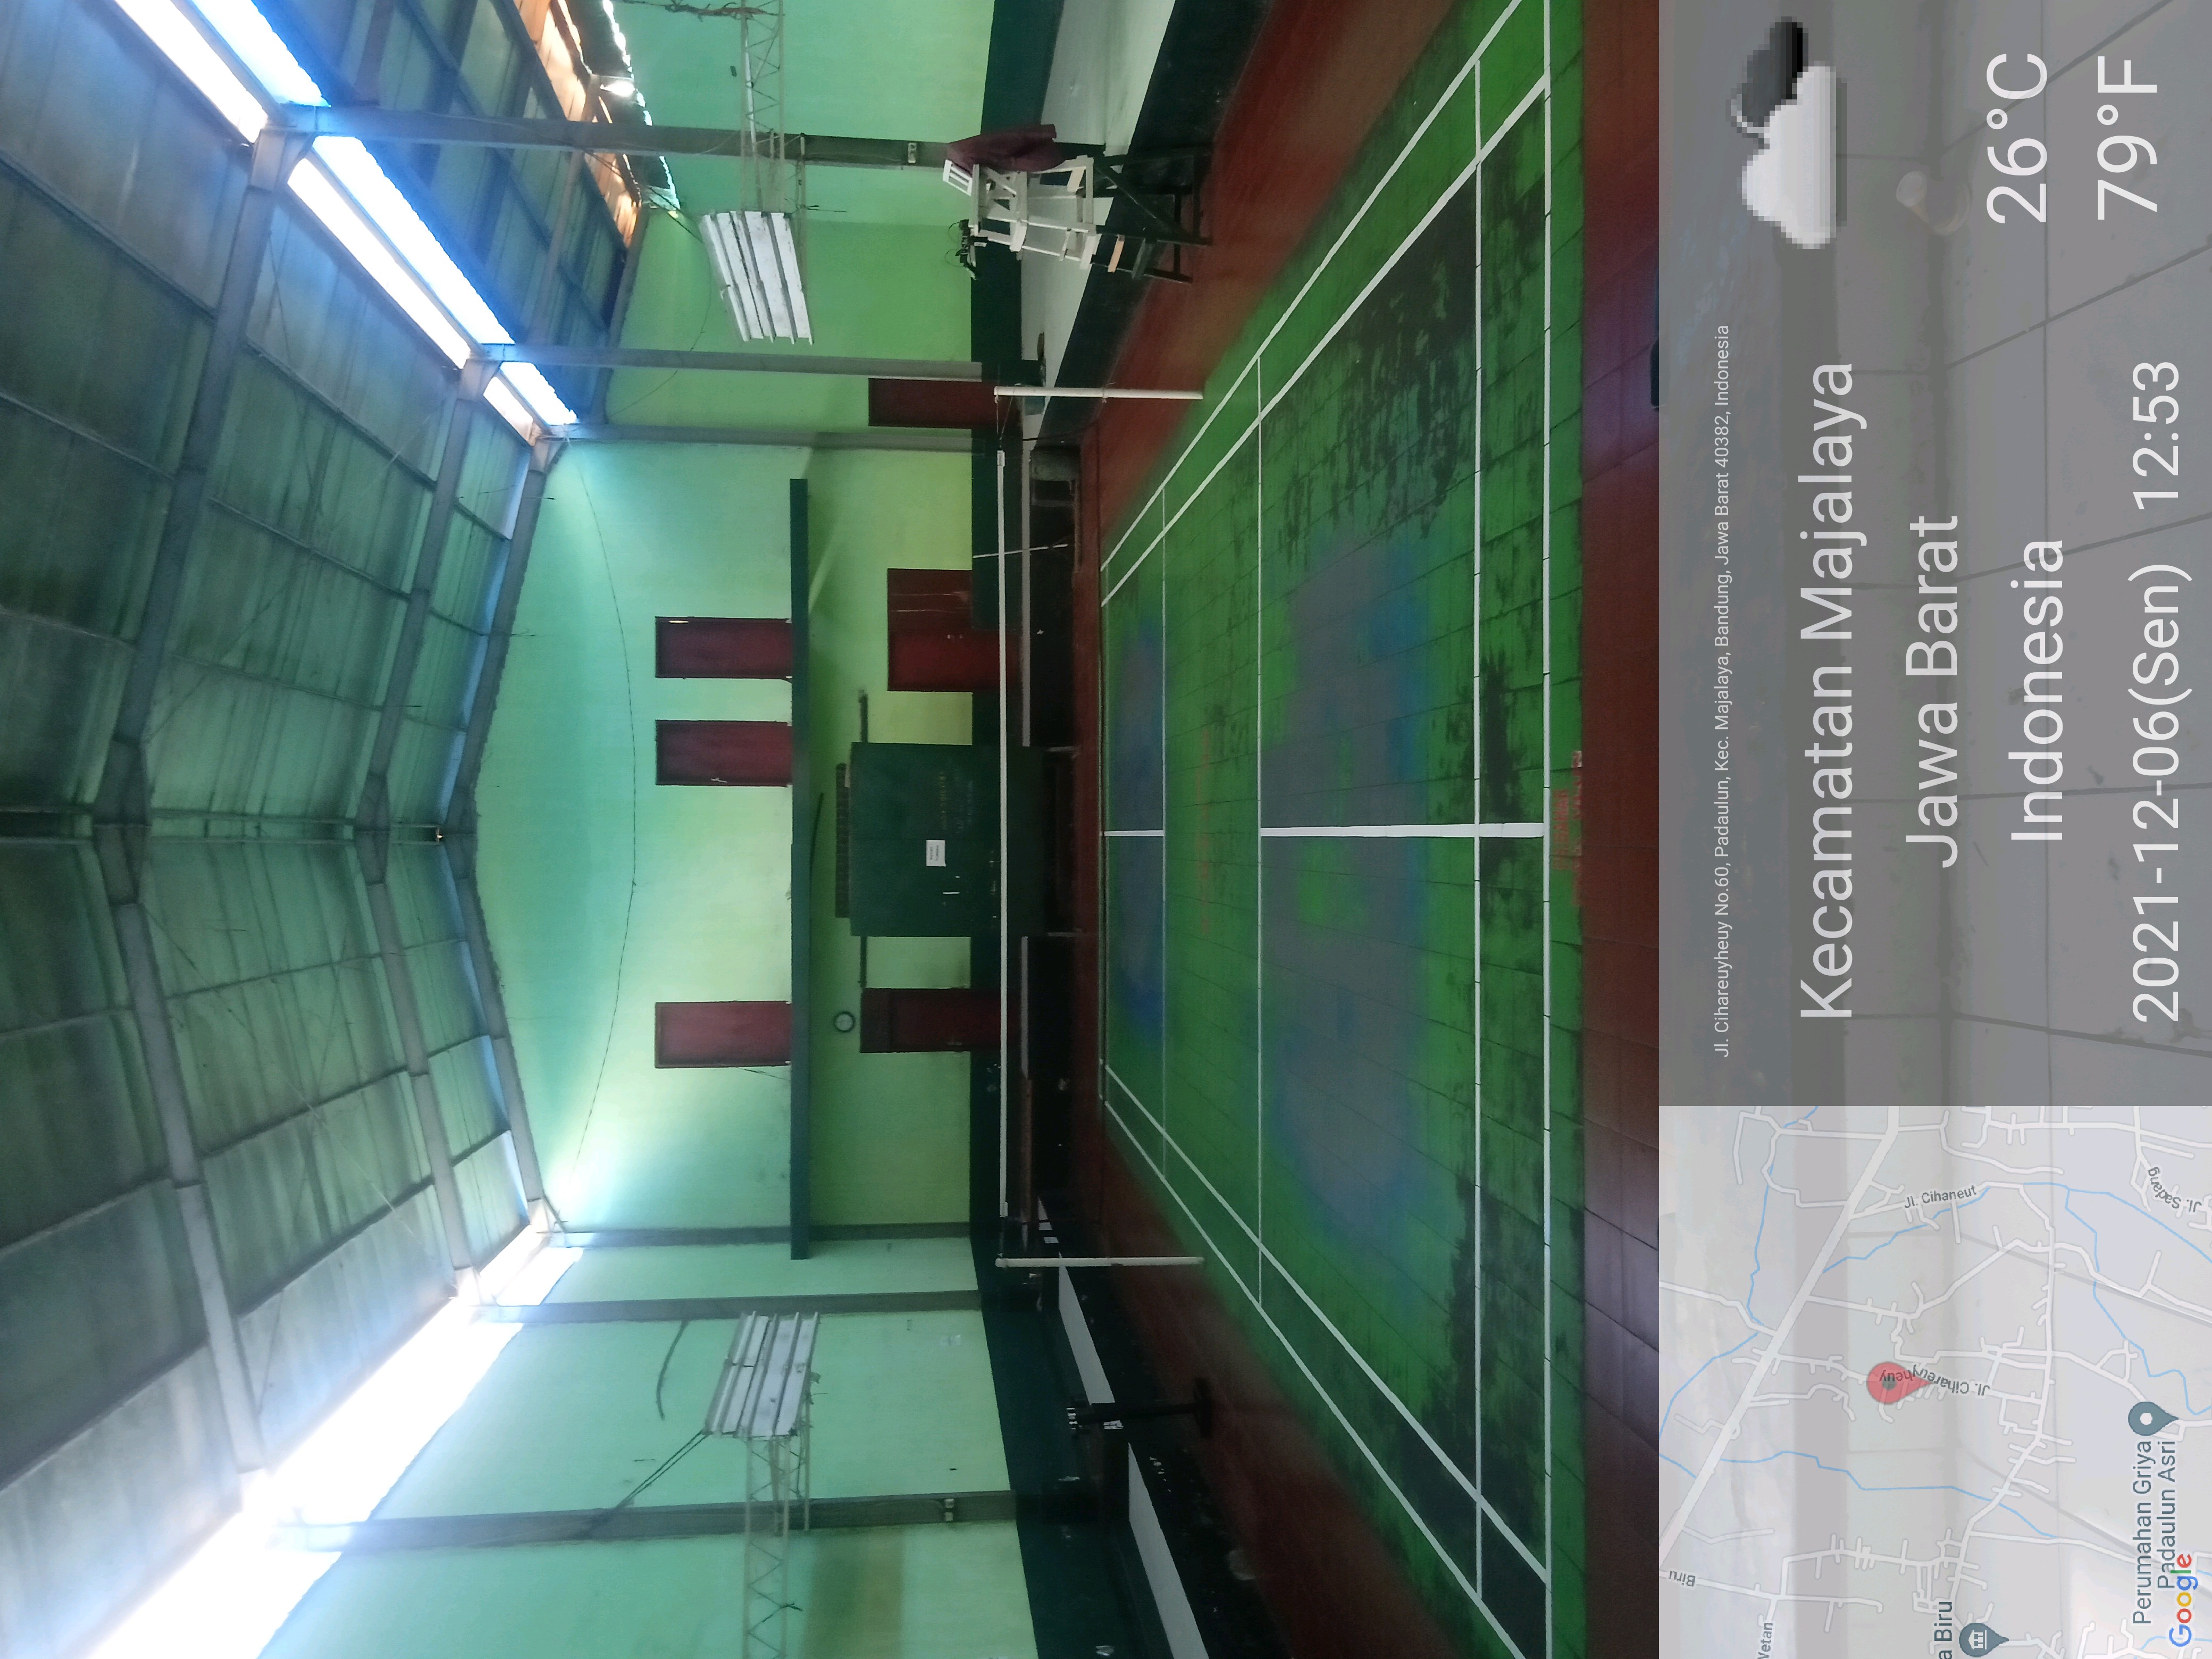 Biru
Wetan
a Biru
Jl. Cihareuyheuy
Jl. Cihaneut
Perumahan Griya
Padaulun Asri
Jl. Sadang
Google
Jl. Cihareuyheuy No.60, Padaulun, Kec. Majalaya, Bandung, Jawa Barat 40382, Indonesia
Kecamatan Majalaya
Jawa Barat
Indonesia
2021-12-06(Sen) 12:53
26°C
79°F